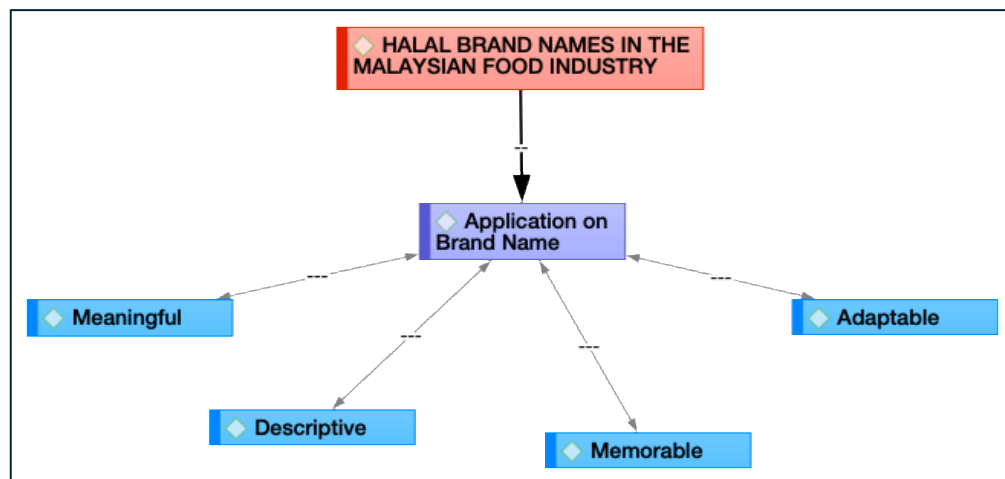 HALAL BRAND NAMES IN THE
MALAYSIAN FOOD INDUSTRY
--
Application on
Brand Name
---
---
---
---
Meaningful
Adaptable
Descriptive
Memorable